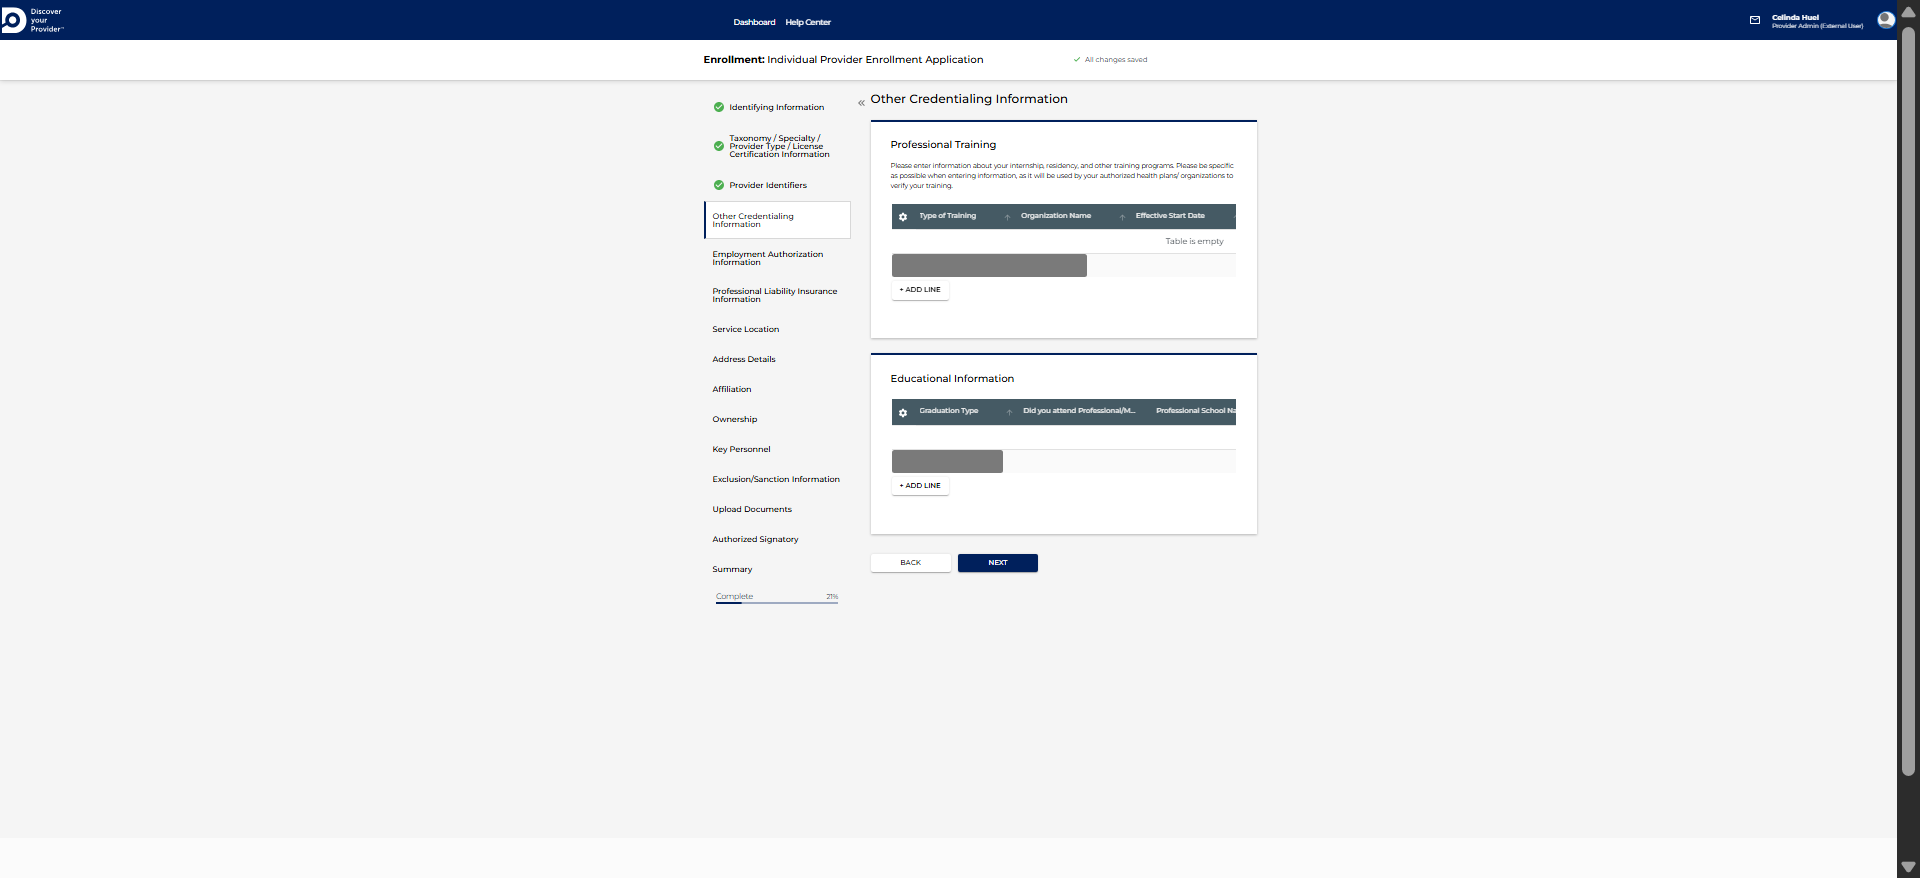 Discover
your
Provider™
Dashboard Help Center
Celinda Huel
Provider Admin (External User)
Enrollment: Individual Provider Enrollment Application
All changes saved
Identifying Information
Taxonomy / Specialty /
Provider Type / License
Certification Information
Provider Identifiers
Other Credentialing
Information
Employment Authorization
Information
Professional Liability Insurance
Information
Service Location
Address Details
Affiliation
Ownership
Key Personnel
Exclusion/Sanction Information
Upload Documents
Authorized Signatory
Summary
Complete 21%
« Other Credentialing Information
Professional Training
Please enter information about your internship, residency, and other training programs. Please be specific
as possible when entering information, as it will be used by your authorized health plans/ organizations to
verify your training.
Type of Training Organization Name Effective Start Date
Table is empty
+ ADD LINE
Educational Information
Graduation Type Did you attend Professional/M... Professional School Na
+ ADD LINE
BACK NEXT